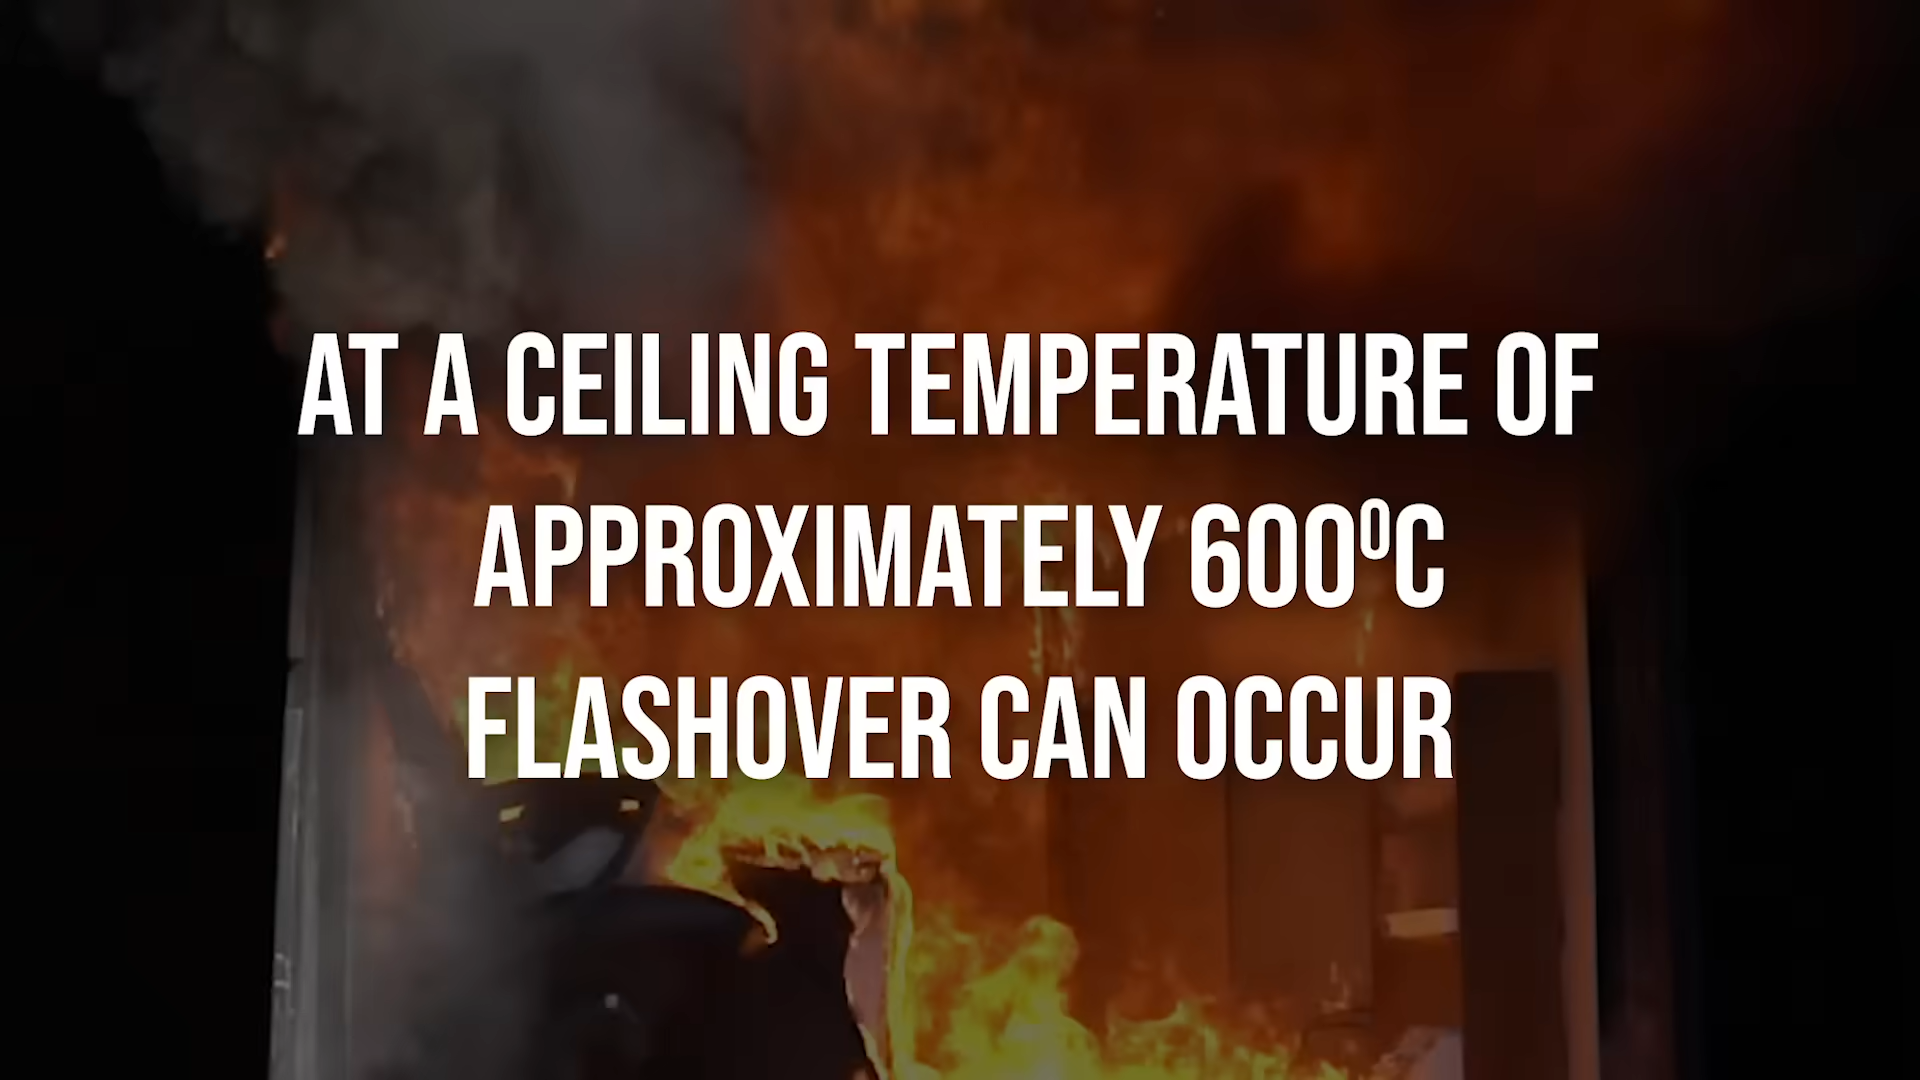 AT A CEILING TEMPERATURE OF
APPROXIMATELY 600ºC
FLASHOVER CAN OCCUR